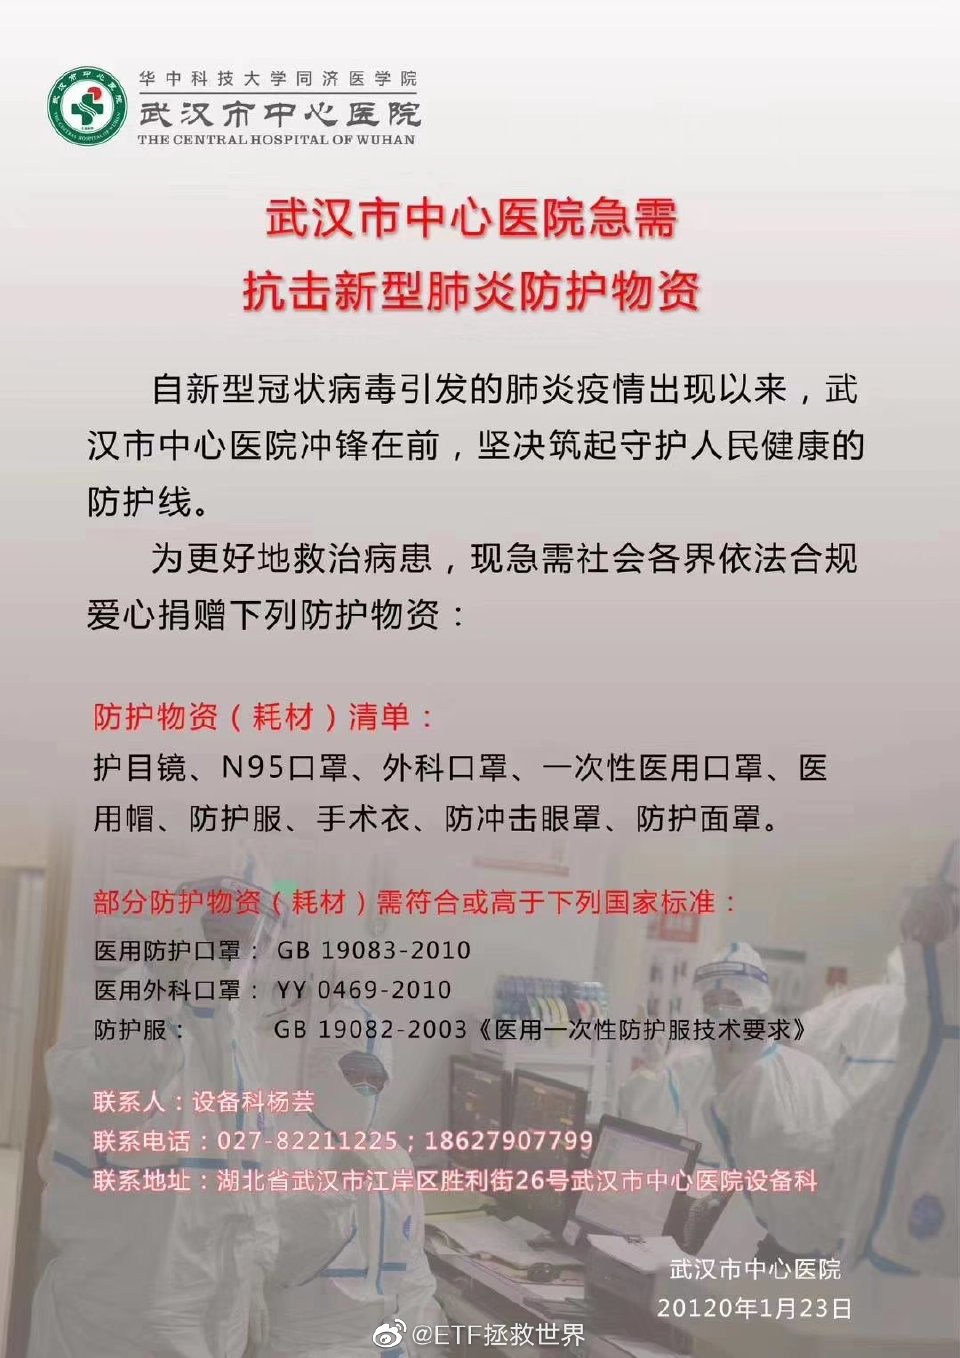 华中科技大学同济医学院
武汉市中心医院
THE CENTRAL HOSPITAL OF WUHAN
武汉市中心医院急需
抗击新型肺炎防护物资
自新型冠状病毒引发的肺炎疫情出现以来，武
汉市中心医院冲锋在前，坚决筑起守护人民健康的
防护线。
为更好地救治病患，现急需社会各界依法合规
爱心捐赠下列防护物资：
防护物资（耗材）清单：
护目镜、N95口罩、外科口罩、一次性医用口罩、医
用帽、防护服、手术衣、防冲击眼罩、防护面罩。
部分防护物资（耗材）需符合或高于下列国家标准：
医用防护口罩： GB 19083-2010
医用外科口罩： YY 0469-2010
防护服： GB 19082-2003《医用一次性防护服技术要求》
联系人：设备科杨芸
联系电话：027-82211225；18627907799
联系地址：湖北省武汉市江岸区胜利街26号武汉市中心医院设备科
武汉市中心医院
20120年1月23日
@ETF拯救世界